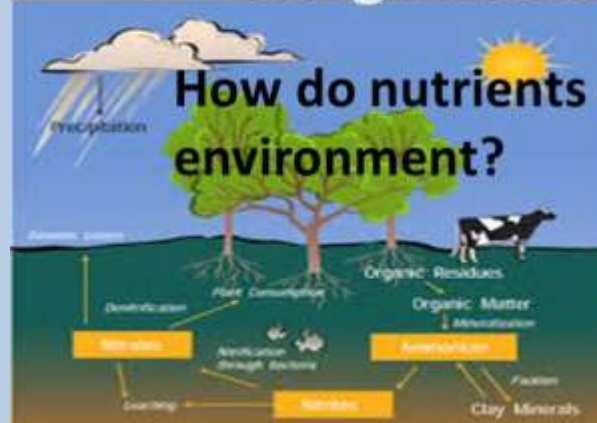 How do nutrients
environment?
Precipitation
Organic Residues
Plant Consumption
Organic Matter
Denitrification
Mineralization
Nitrates
Nitrification
through Bacteria
Ammonium
Fixation
Leaching
Nitrites
Clay Minerals